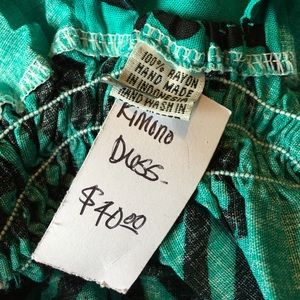 100% RAYON
HAND MADE
IN INDONESIA
HAND WASH IN
Kimono
Dress
$40.00